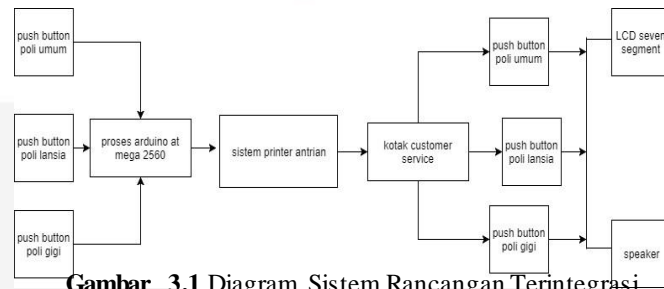 push button
poli umum
push button
poli lansia
push button
poli gigi
proses arduino at
mega 2560
sistem printer antrian
kotak customer
service
push button
poli umum
push button
poli lansia
push button
poli gigi
LCD seven
segment
speaker
Gambar 3.1 Diagram Sistem Rancangan Terintegrasi